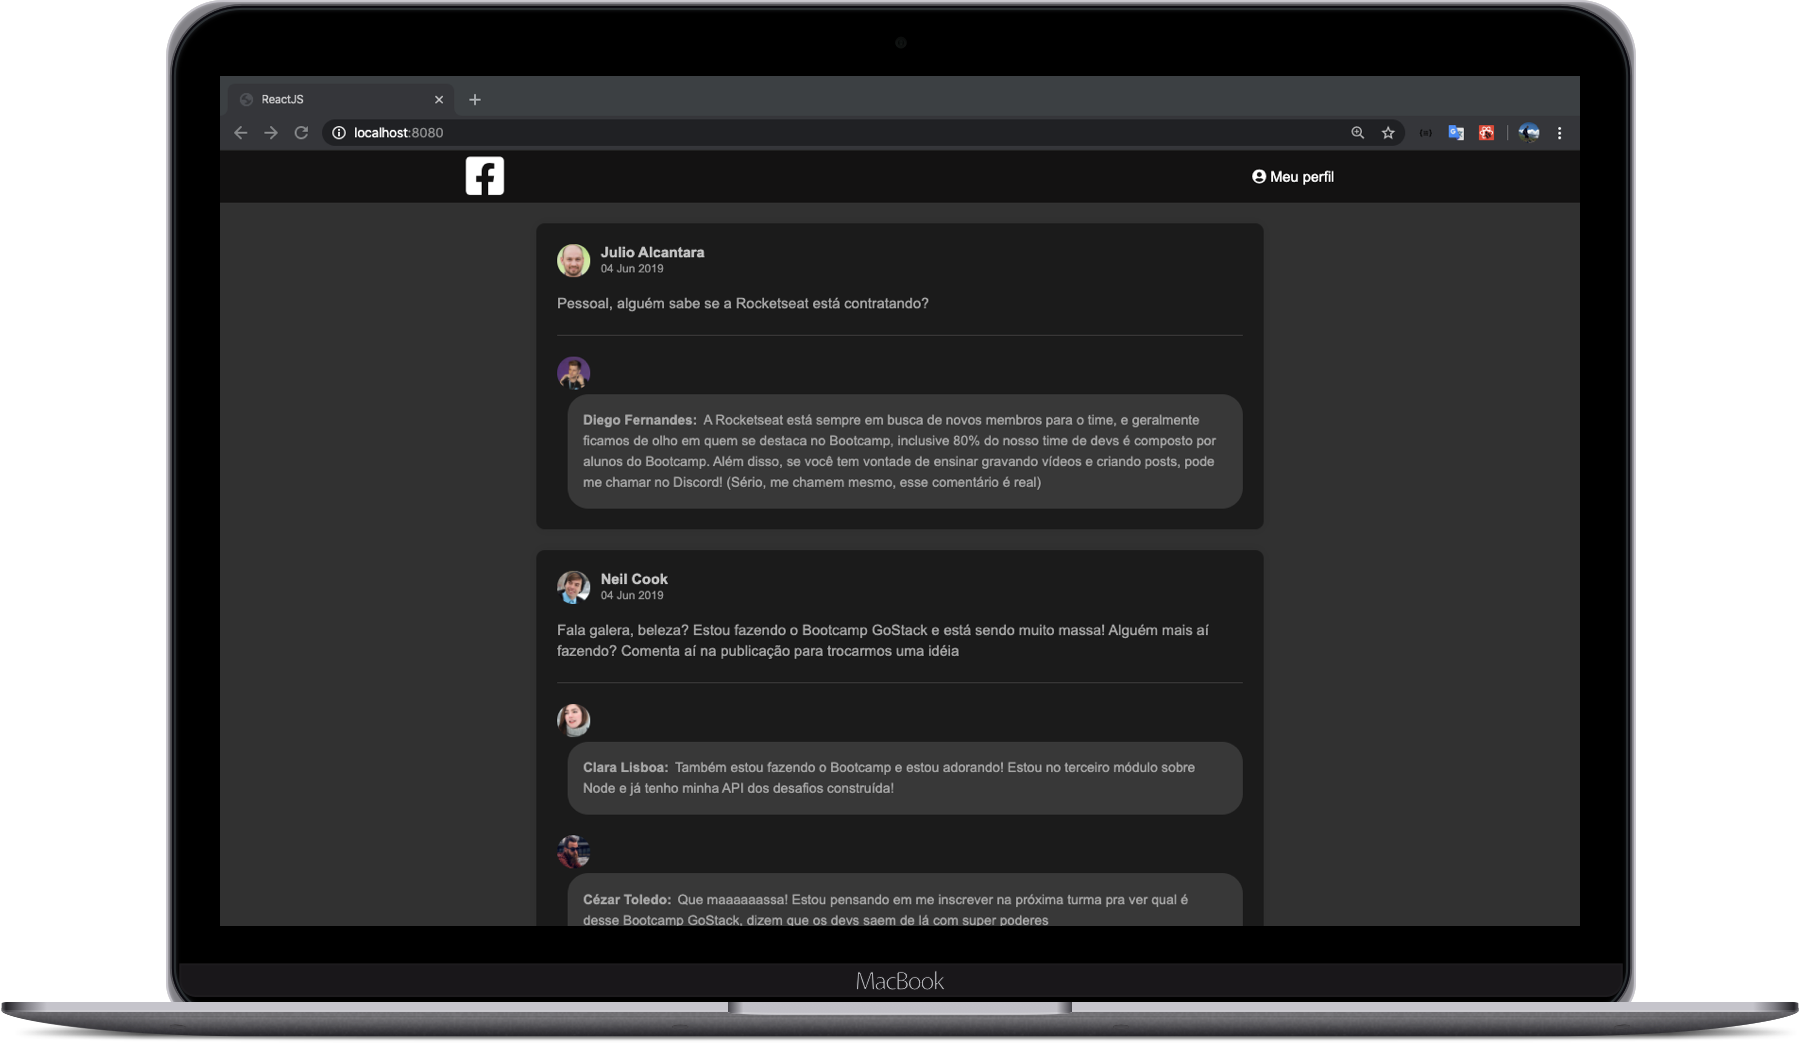 ReactJS
localhost:8080
Meu perfil
Julio Alcantara
04 Jun 2019
Pessoal, alguém sabe se a Rocketseat está contratando?
Diego Fernandes: A Rocketseat está sempre em busca de novos membros para o time, e geralmente
ficamos de olho em quem se destaca no Bootcamp, inclusive 80% do nosso time de devs é composto por
alunos do Bootcamp. Além disso, se você tem vontade de ensinar gravando vídeos e criando posts, pode
me chamar no Discord! (Sério, me chamem mesmo, esse comentário é real)
Neil Cook
04 Jun 2019
Fala galera, beleza? Estou fazendo o Bootcamp GoStack e está sendo muito massa! Alguém mais aí
fazendo? Comenta aí na publicação para trocarmos uma idéia
Clara Lisboa: Também estou fazendo o Bootcamp e estou adorando! Estou no terceiro módulo sobre
Node e já tenho minha API dos desafios construída!
Cézar Toledo: Que maaaaaassa! Estou pensando em me inscrever na próxima turma pra ver qual é
desse Bootcamp GoStack, dizem que os devs saem de lá com super poderes
MacBook